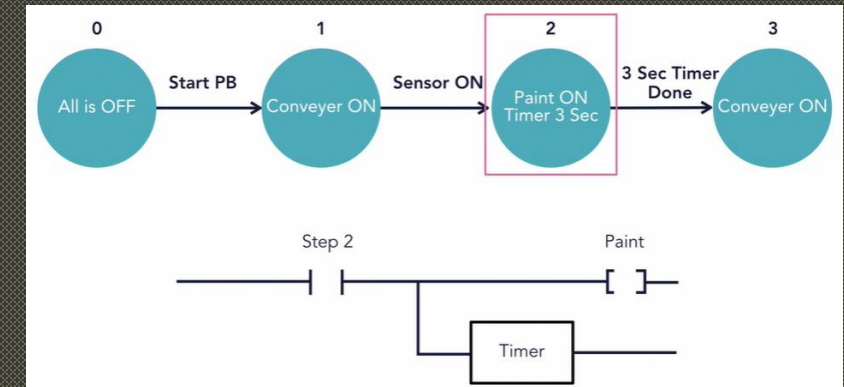 0
1
2
3
All is OFF
Start PB
Conveyer ON
Sensor ON
Paint ON
Timer 3 Sec
3 Sec Timer
Done
Conveyer ON
Step 2
Paint
Timer